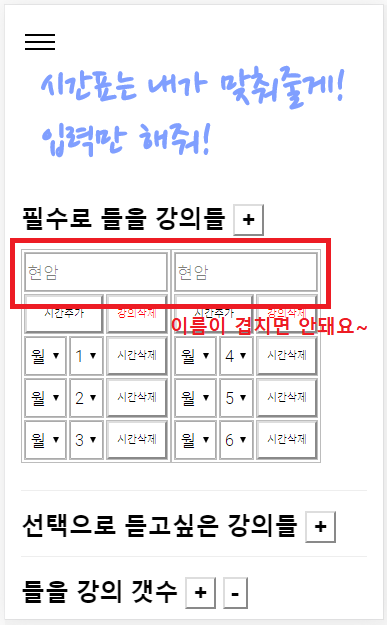 시간표는 내가 맞춰줄게!
입력만 해줘!
필수로 들을 강의들 +
현암 현암
시간추가 강의삭제 시간추가 강의삭제
이름이 겹치면 안돼요~
월 1 시간삭제 월 4 시간삭제
월 2 시간삭제 월 5 시간삭제
월 3 시간삭제 월 6 시간삭제
선택으로 듣고싶은 강의들 +
들을 강의 갯수 + -